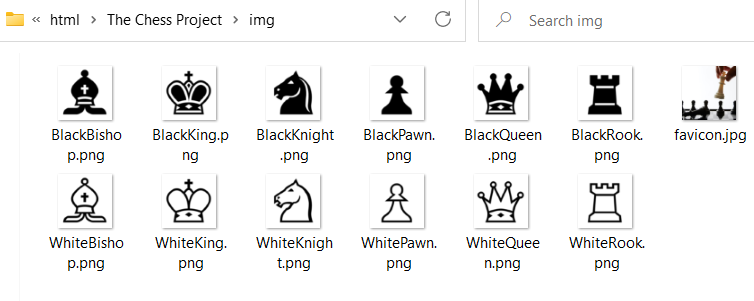 « html > The Chess Project > img
Search img
BlackBisho
p.png
BlackKing.p
ng
BlackKnight
.png
BlackPawn.
png
BlackQueen
.png
BlackRook.
png
favicon.jpg
WhiteBisho
p.png
WhiteKing.
png
WhiteKnigh
t.png
WhitePawn.
png
WhiteQuee
n.png
WhiteRook.
png